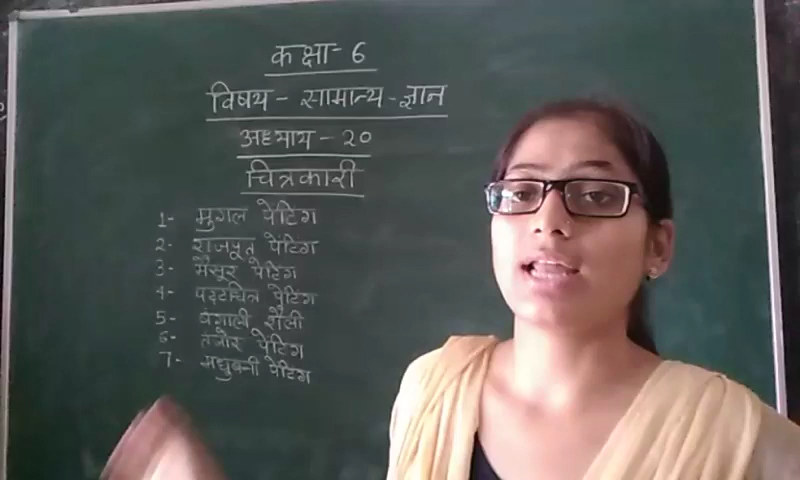 कक्षा - 6
विषय - सामान्य - ज्ञान
अध्याय - 20
चित्रकारी
1- मुगल पेंटिग
2- राजपूत पेंटिग
3- मैसूर पेंटिग
4- पट्टचित्र पेंटिग
5- बंगाली शैली
6- तंजौर पेंटिग
7- मधुबनी पेंटिग